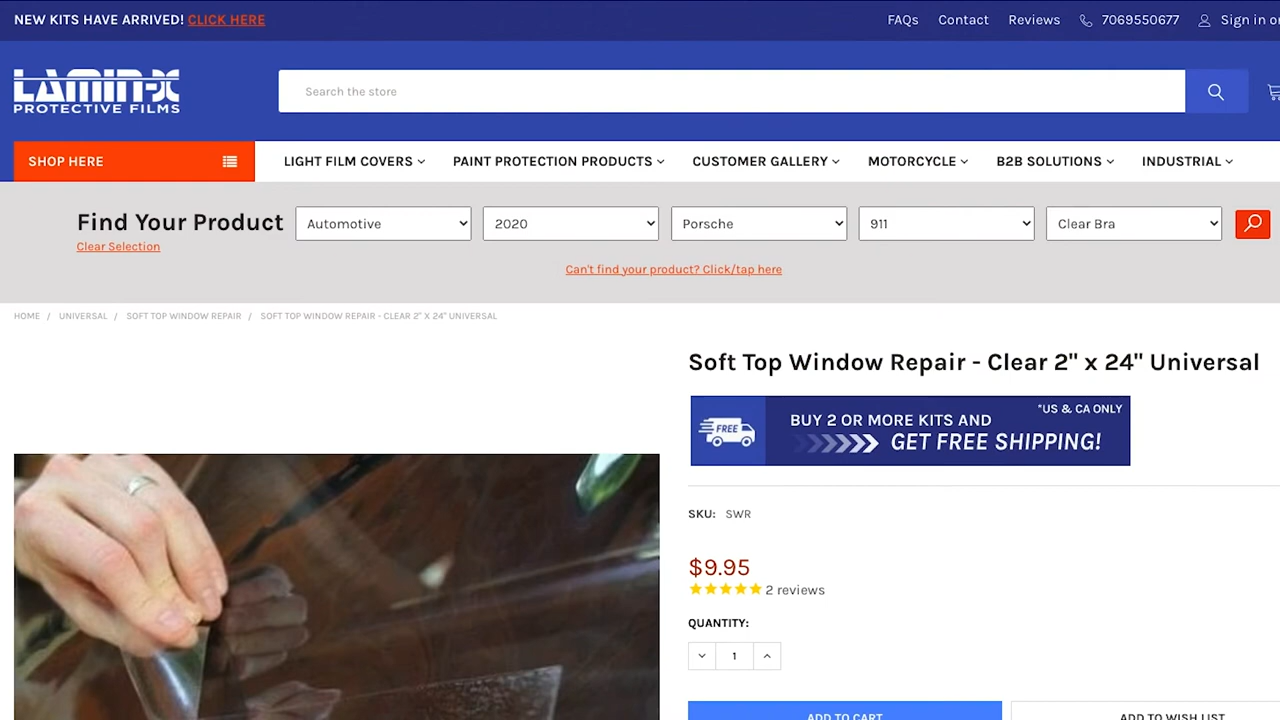 NEW KITS HAVE ARRIVED! CLICK HERE
FAQs Contact Reviews 7069550677 Sign in or
LAMIN-X
PROTECTIVE FILMS
Search the store
SHOP HERE
LIGHT FILM COVERS PAINT PROTECTION PRODUCTS CUSTOMER GALLERY MOTORCYCLE B2B SOLUTIONS INDUSTRIAL
Find Your Product Automotive 2020 Porsche 911 Clear Bra
Clear Selection
Can't find your product? Click/tap here
HOME / UNIVERSAL / SOFT TOP WINDOW REPAIR / SOFT TOP WINDOW REPAIR - CLEAR 2" X 24" UNIVERSAL
Soft Top Window Repair - Clear 2" x 24" Universal
*US & CA ONLY
FREE BUY 2 OR MORE KITS AND
GET FREE SHIPPING!
SKU: SWR
$9.95
2 reviews
QUANTITY:
1
ADD TO CART ADD TO WISH LIST